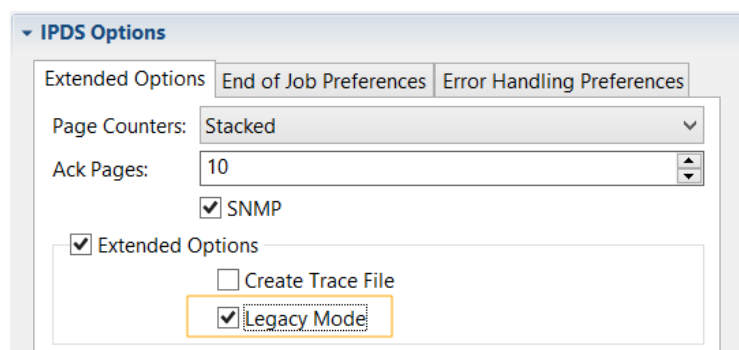 IPDS Options
Extended Options End of Job Preferences Error Handling Preferences
Page Counters: Stacked
Ack Pages: 10
SNMP
Extended Options
Create Trace File
Legacy Mode